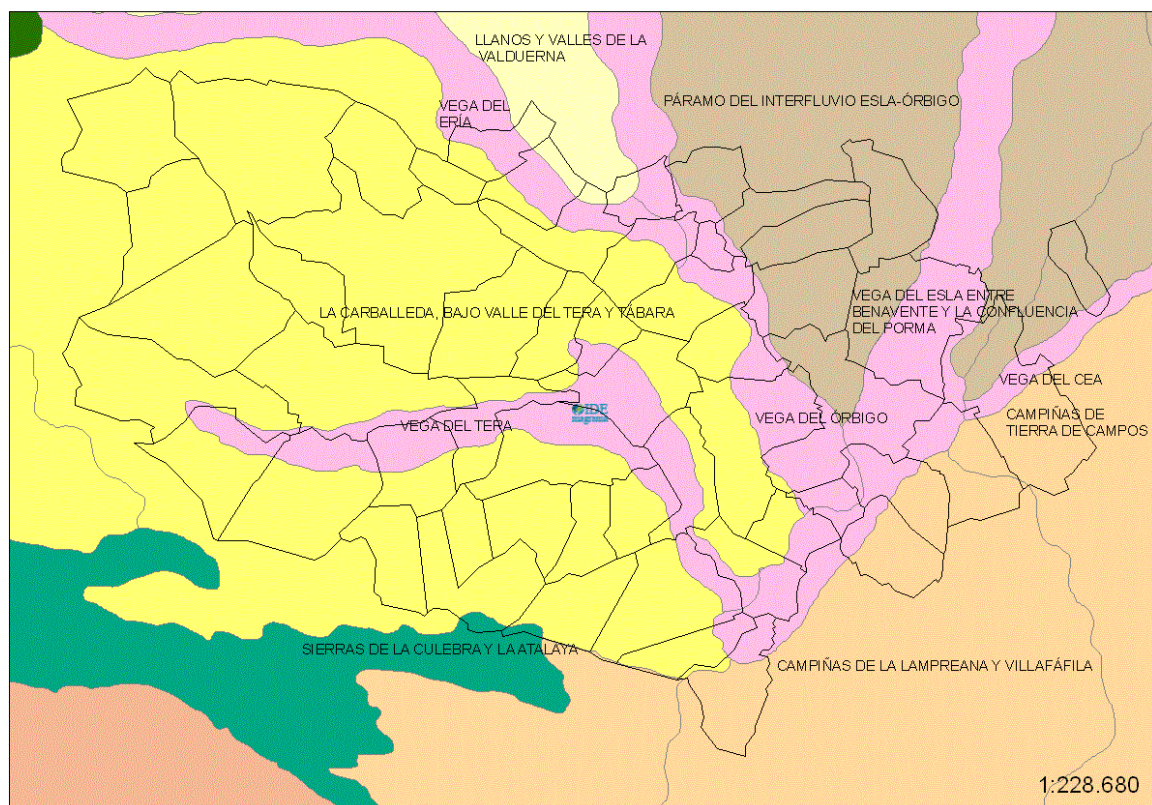 LLANOS Y VALLES DE LA
VALDUERNA
VEGA DEL
ERÍA
PÁRAMO DEL INTERFLUVIO ESLA-ÓRBIGO
LA CARBALLEDA, BAJO VALLE DEL TERA Y TÁBARA
VEGA DEL ESLA ENTRE
BENAVENTE Y LA CONFLUENCIA
DEL PORMA
VEGA DEL CEA
IDE
VEGA DEL TERA
VEGA DEL ÓRBIGO
CAMPIÑAS DE
TIERRA DE CAMPOS
SIERRAS DE LA CULEBRA Y LA ATALAYA
CAMPIÑAS DE LA LAMPREANA Y VILLAFÁFILA
1:228.680